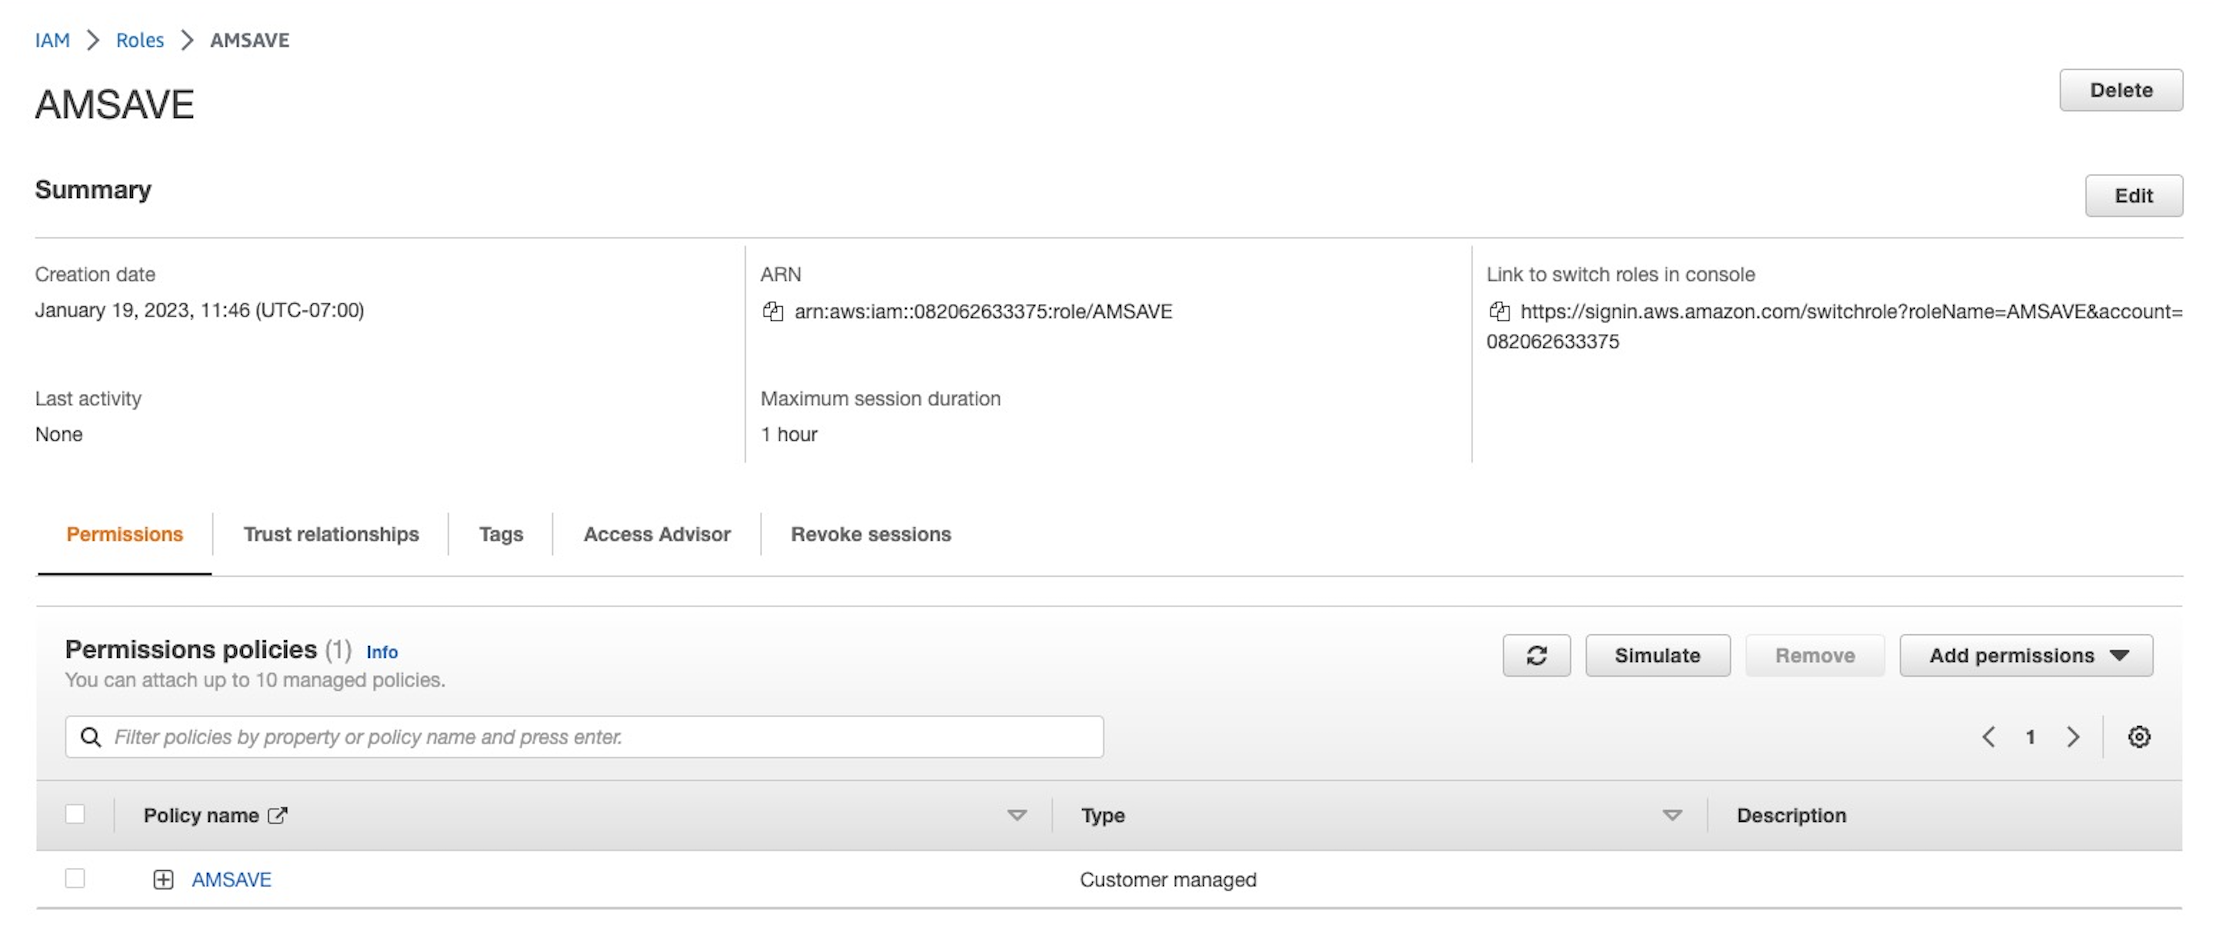 IAM > Roles > AMSAVE
AMSAVE
Delete
Summary
Edit
Creation date
January 19, 2023, 11:46 (UTC-07:00)
ARN
arn:aws:iam::082062633375:role/AMSAVE
Link to switch roles in console
https://signin.aws.amazon.com/switchrole?roleName=AMSAVE&account=
082062633375
Last activity
None
Maximum session duration
1 hour
Permissions
Trust relationships
Tags
Access Advisor
Revoke sessions
Permissions policies (1) Info
You can attach up to 10 managed policies.
Simulate
Remove
Add permissions
Filter policies by property or policy name and press enter.
1
Policy name
Type
Description
AMSAVE
Customer managed